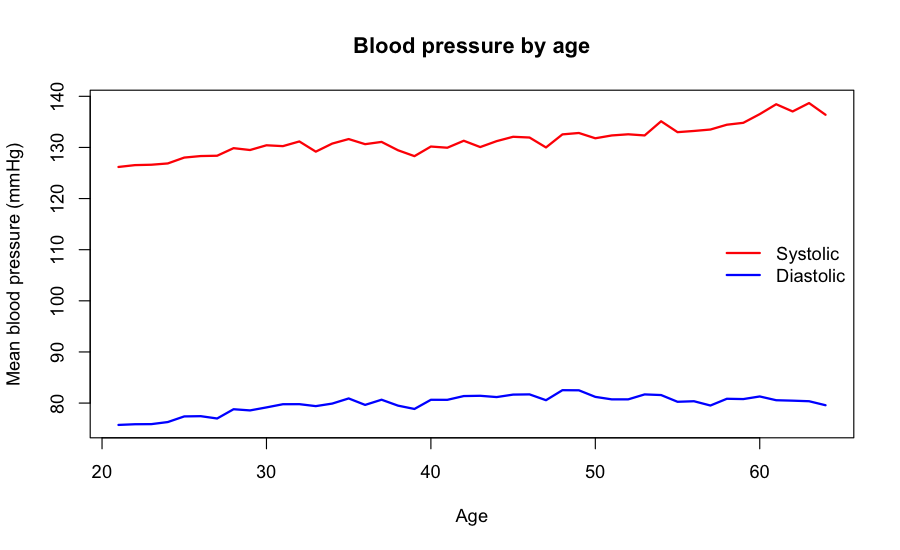 Blood pressure by age
Mean blood pressure (mmHg)
140
130
120
110
100
90
80
Systolic
Diastolic
20 30 40 50 60
Age